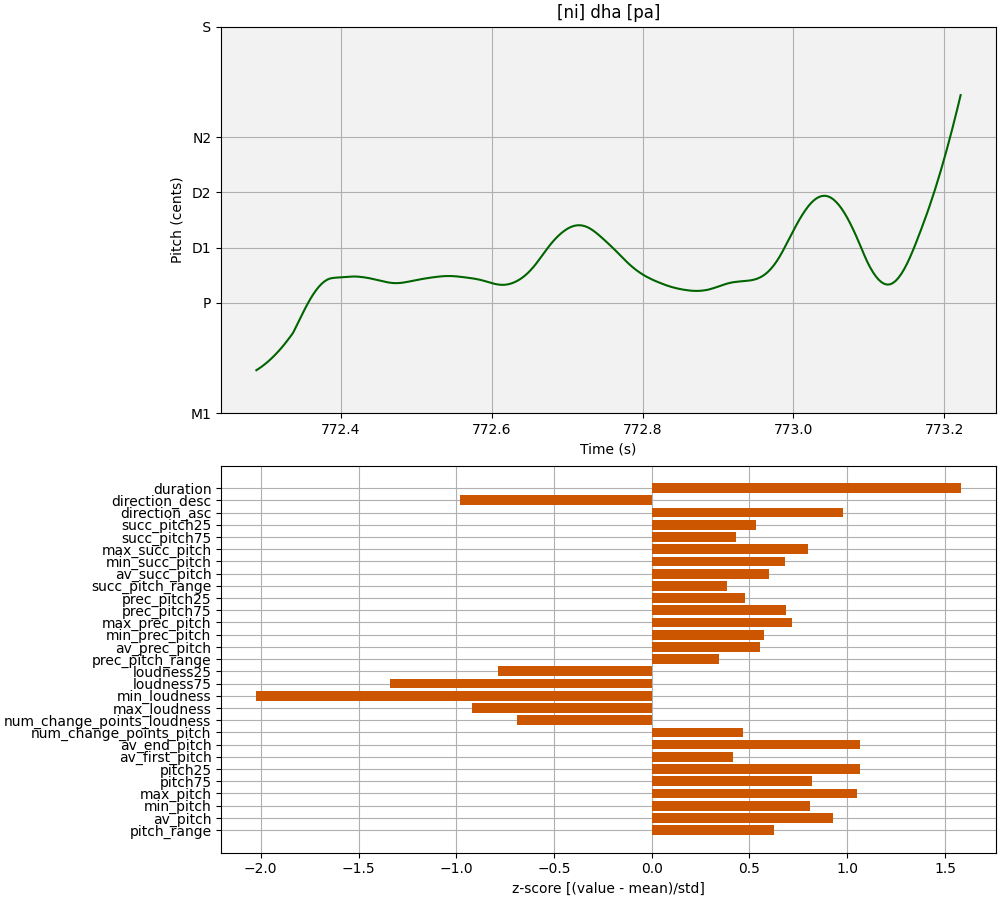 [ni] dha [pa]
S
N2
D2
D1
P
M1
Pitch (cents)
772.4 772.6 772.8 773.0 773.2
Time (s)
duration
direction_desc
direction_asc
succ_pitch25
succ_pitch75
max_succ_pitch
min_succ_pitch
av_succ_pitch
succ_pitch_range
prec_pitch25
prec_pitch75
max_prec_pitch
min_prec_pitch
av_prec_pitch
prec_pitch_range
loudness25
loudness75
min_loudness
max_loudness
num_change_points_loudness
num_change_points_pitch
av_end_pitch
av_first_pitch
pitch25
pitch75
max_pitch
min_pitch
av_pitch
pitch_range
−2.0 −1.5 −1.0 −0.5 0.0 0.5 1.0 1.5
z-score [(value - mean)/std]